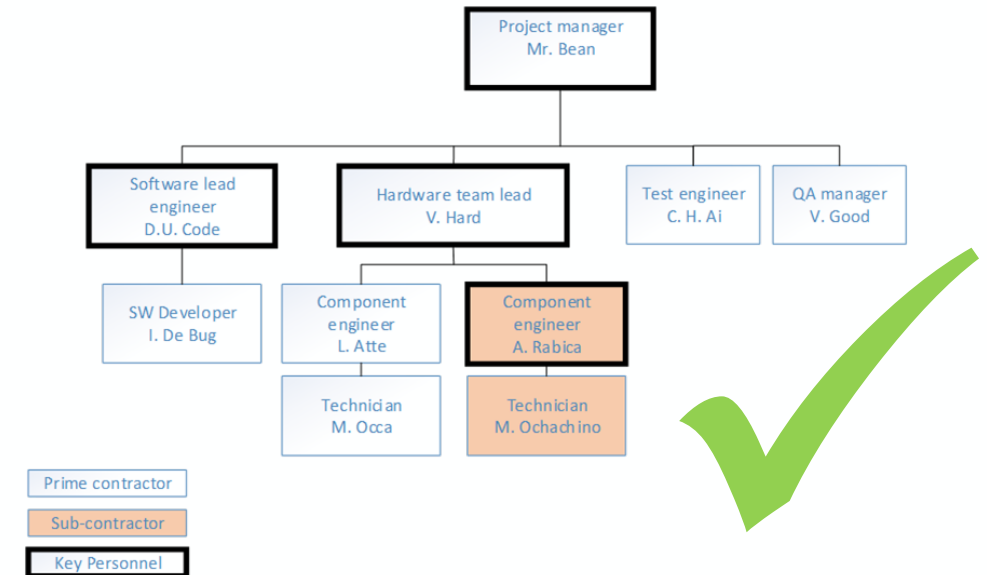 Project manager
Mr. Bean
Software lead
engineer
D.U. Code
Hardware team lead
V. Hard
Test engineer
C. H. Ai
QA manager
V. Good
SW Developer
I. De Bug
Component
engineer
L. Atte
Component
engineer
A. Rabica
Technician
M. Occa
Technician
M. Ochachino
Prime contractor
Sub-contractor
Key Personnel